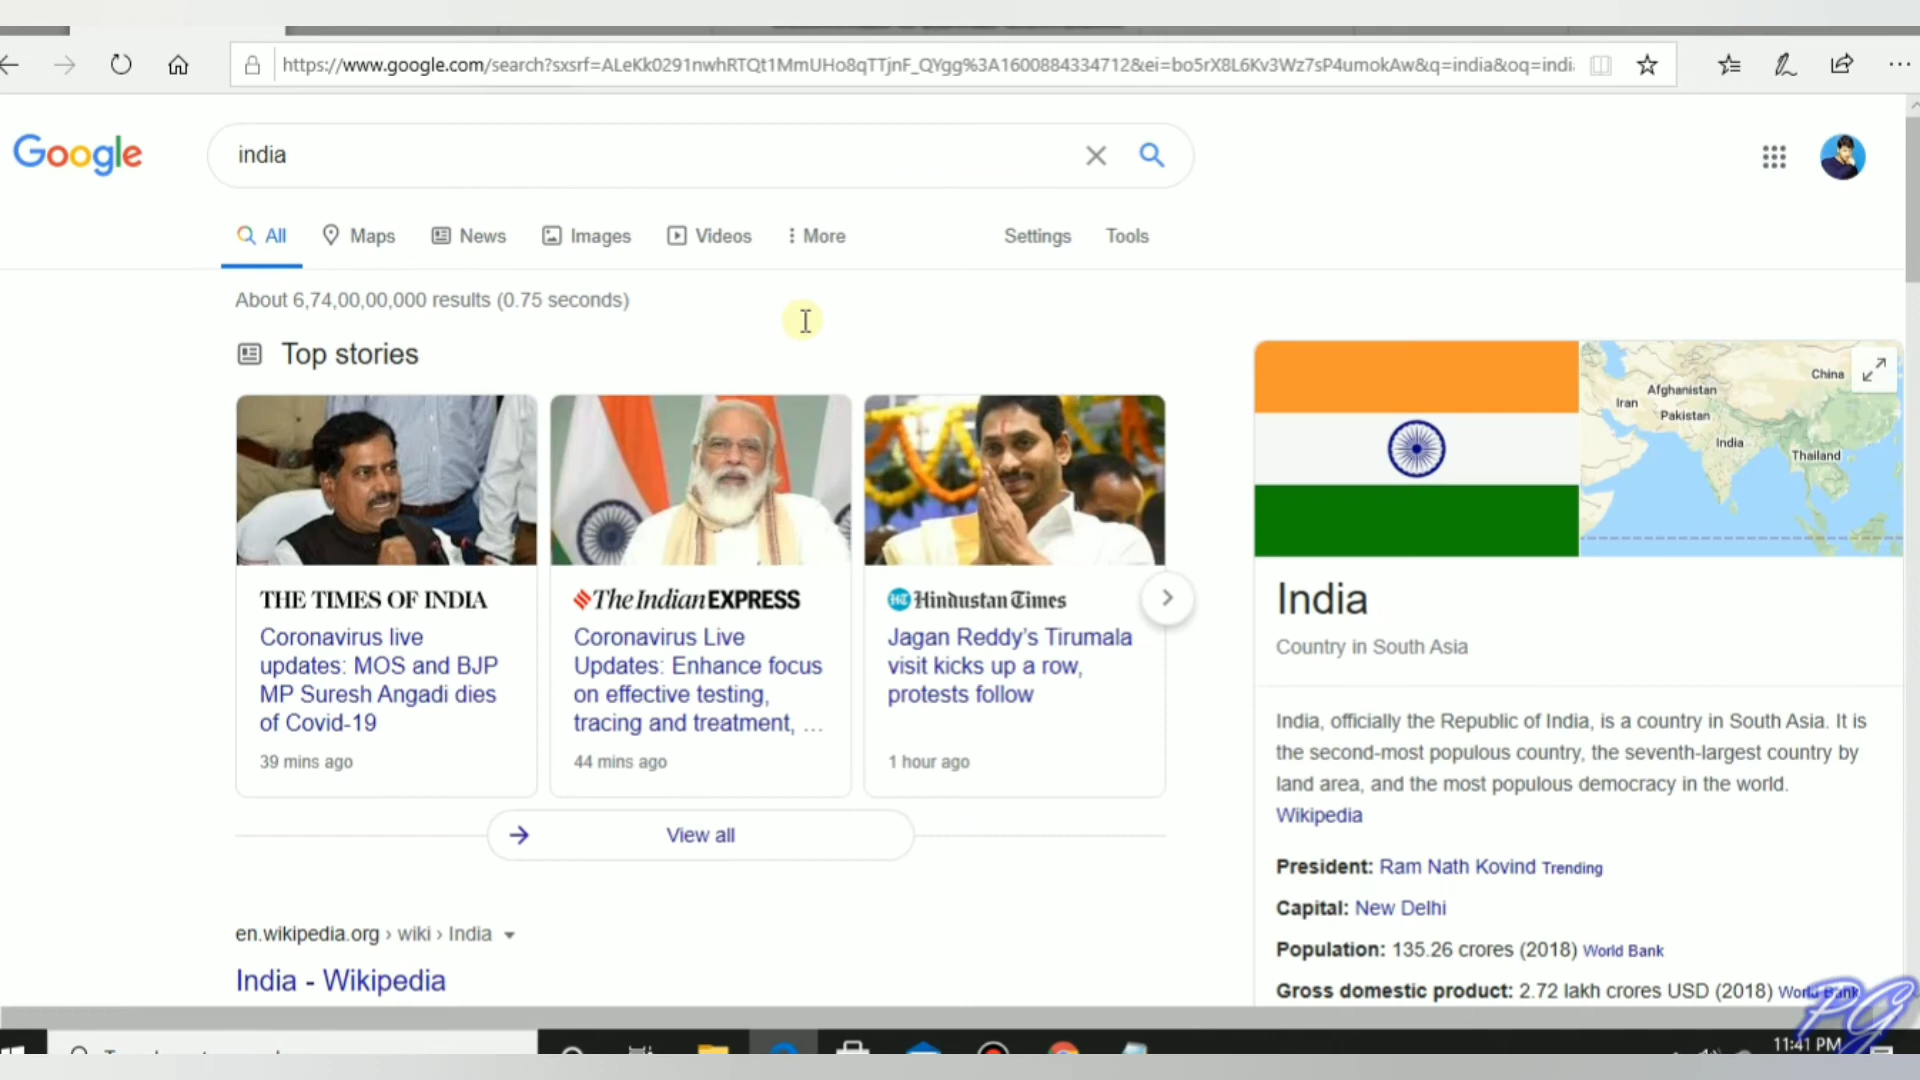 https://www.google.com/search?sxsrf=ALeKk0291nwhRTQt1MmUHo8qTTjnF_QYgg%3A1600884334712&ei=bo5rX8L6Kv3Wz7sP4umokAw&q=india&oq=indi
Google
india
All Maps News Images Videos More Settings Tools
About 6,74,00,00,000 results (0.75 seconds)
Top stories
THE TIMES OF INDIA
Coronavirus live
updates: MOS and BJP
MP Suresh Angadi dies
of Covid-19
39 mins ago
The Indian EXPRESS
Coronavirus Live
Updates: Enhance focus
on effective testing,
tracing and treatment, ...
44 mins ago
HT Hindustan Times
Jagan Reddy's Tirumala
visit kicks up a row,
protests follow
1 hour ago
View all
en.wikipedia.org › wiki › India
India - Wikipedia
China
Afghanistan
Iran
Pakistan
India
Thailand
India
Country in South Asia
India, officially the Republic of India, is a country in South Asia. It is
the second-most populous country, the seventh-largest country by
land area, and the most populous democracy in the world.
Wikipedia
President: Ram Nath Kovind Trending
Capital: New Delhi
Population: 135.26 crores (2018) World Bank
Gross domestic product: 2.72 lakh crores USD (2018) World Bank
PG
11:41 PM